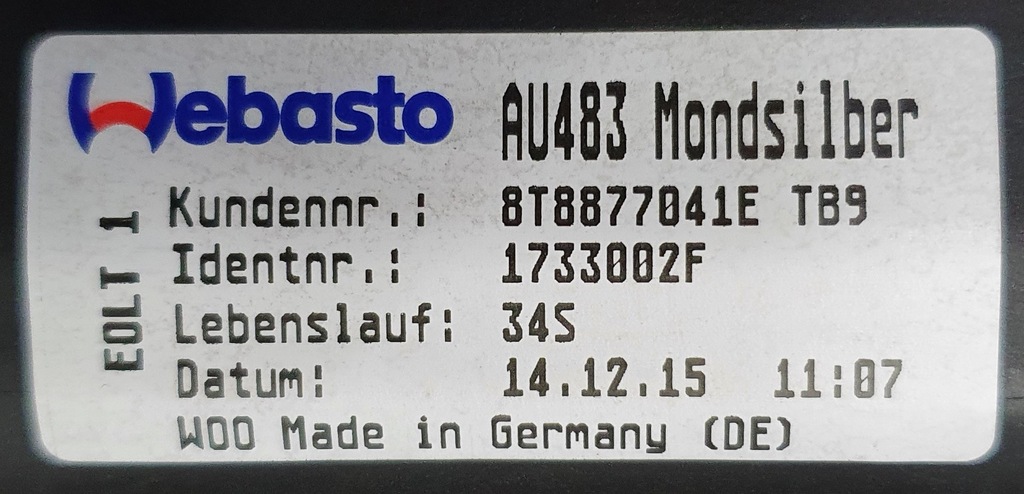 Webasto AU483 Mondsilber
Kundennr.: 8T8877041E TB9
Identnr.: 1733002F
Lebenslauf: 34S
Datum: 14.12.15 11:07
WOO Made in Germany (DE)
EOLT 1